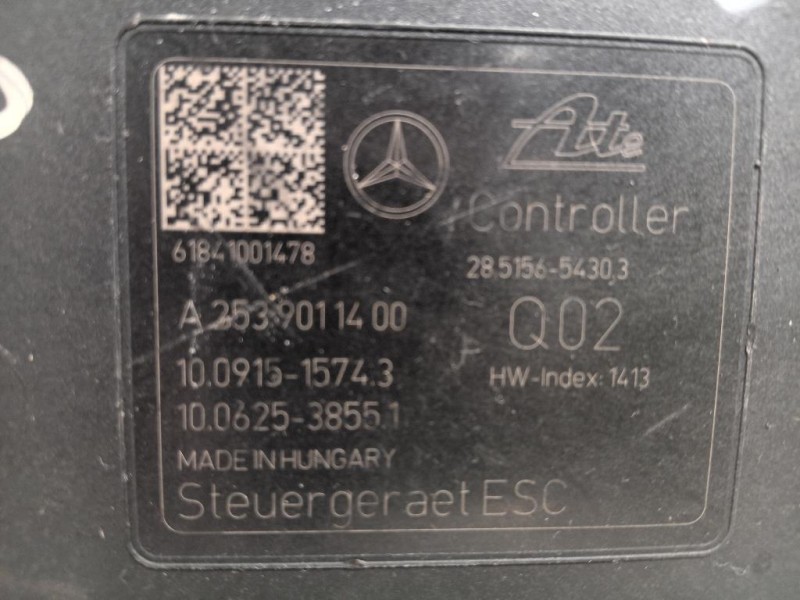 Ate
Controller
61841001478
28.5156-5430.3
A 253 901 14 00
Q02
10.0915-1574.3
HW-Index: 1413
10.0625-3855.1
MADE IN HUNGARY
Steuergeraet ESC